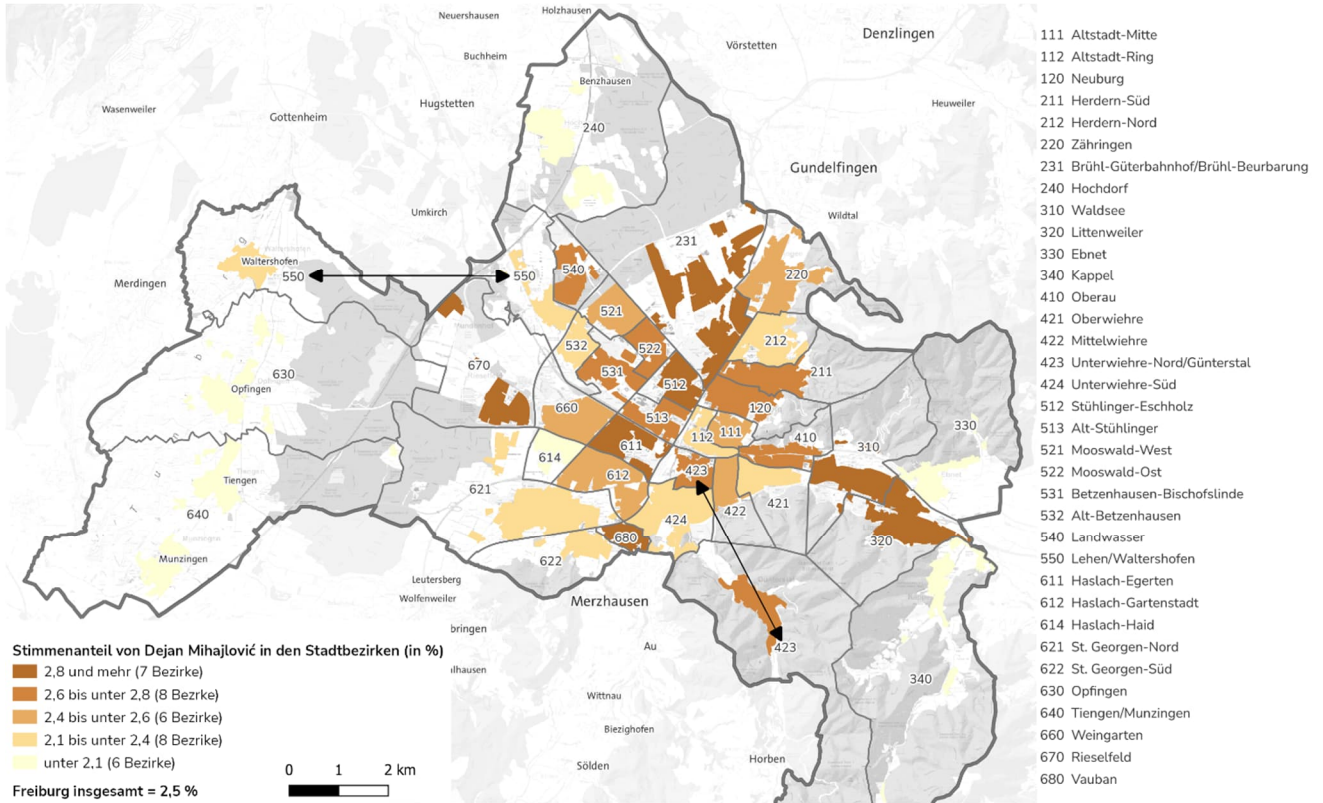 Neuershausen
Holzhausen
Denzlingen
Vörstetten
Buchheim
Benzhausen
Wasenweiler
Hugstetten
Heuweiler
Gottenheim
240
Gundelfingen
Umkirch
Wildtal
231
Waltershofen
550
550
540
220
Merdingen
521
212
532
522
670
531
211
630
512
Opfingen
660
513
120
112
111
410
310
330
611
614
423
Tiengen
612
621
422
421
640
424
320
680
Munzingen
622
Leutersberg
Wolfenweiler
Merzhausen
bringen
Au
423
lhausen
340
Wittnau
Biezighofen
Sölden
Horben
Stimmenanteil von Dejan Mihajlović in den Stadtbezirken (in %)
2,8 und mehr (7 Bezirke)
2,6 bis unter 2,8 (8 Bezrke)
2,4 bis unter 2,6 (6 Bezirke)
2,1 bis unter 2,4 (8 Bezrike)
unter 2,1 (6 Bezirke)
Freiburg insgesamt = 2,5 %
0 1 2 km
111 Altstadt-Mitte
112 Altstadt-Ring
120 Neuburg
211 Herdern-Süd
212 Herdern-Nord
220 Zähringen
231 Brühl-Güterbahnhof/Brühl-Beurbarung
240 Hochdorf
310 Waldsee
320 Littenweiler
330 Ebnet
340 Kappel
410 Oberau
421 Oberwiehre
422 Mittelwiehre
423 Unterwiehre-Nord/Günterstal
424 Unterwiehre-Süd
512 Stühlinger-Eschholz
513 Alt-Stühlinger
521 Mooswald-West
522 Mooswald-Ost
531 Betzenhausen-Bischofslinde
532 Alt-Betzenhausen
540 Landwasser
550 Lehen/Waltershofen
611 Haslach-Egerten
612 Haslach-Gartenstadt
614 Haslach-Haid
621 St. Georgen-Nord
622 St. Georgen-Süd
630 Opfingen
640 Tiengen/Munzingen
660 Weingarten
670 Rieselfeld
680 Vauban